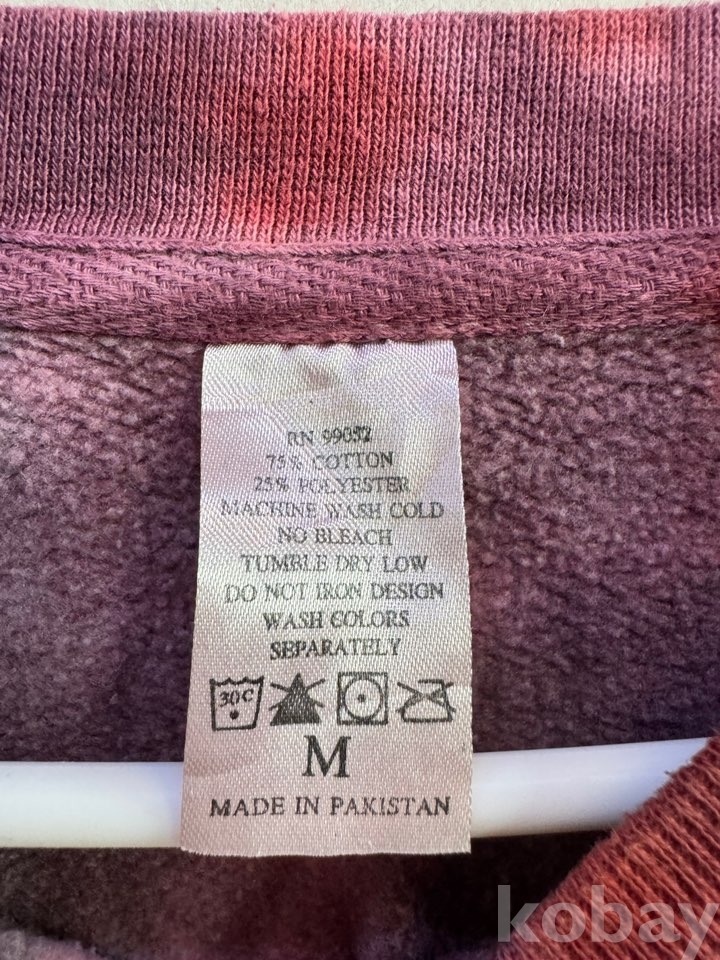 RN 99052
75% COTTON
25% POLYESTER
MACHINE WASH COLD
NO BLEACH
TUMBLE DRY LOW
DO NOT IRON DESIGN
WASH COLORS
SEPARATELY
30C
M
MADE IN PAKISTAN
kobay